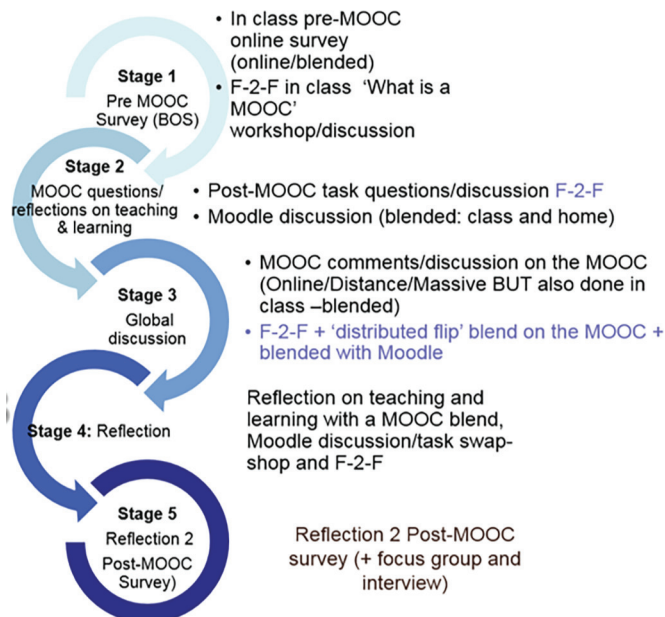 Stage 1
Pre MOOC
Survey (BOS)
• In class pre-MOOC
online survey
(online/blended)
• F-2-F in class ‘What is a
MOOC’
workshop/discussion
Stage 2
MOOC questions/
reflections on teaching
& learning
• Post-MOOC task questions/discussion F-2-F
• Moodle discussion (blended: class and home)
Stage 3
Global
discussion
• MOOC comments/discussion on the MOOC
(Online/Distance/Massive BUT also done in
class –blended)
• F-2-F + ‘distributed flip’ blend on the MOOC +
blended with Moodle
Stage 4: Reflection
Reflection on teaching and
learning with a MOOC blend,
Moodle discussion/task swap-
shop and F-2-F
Stage 5
Reflection 2
Post-MOOC
Survey)
Reflection 2 Post-MOOC
survey (+ focus group and
interview)